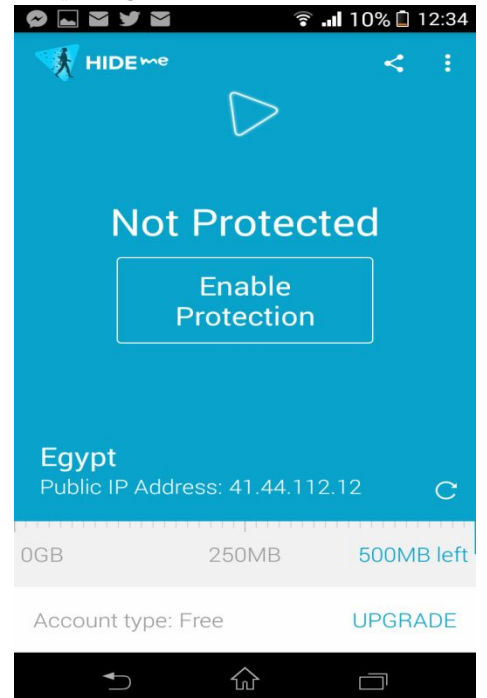 10% 12:34
HIDE me
Not Protected
Enable
Protection
Egypt
Public IP Address: 41.44.112.12
0GB 250MB 500MB left
Account type: Free UPGRADE